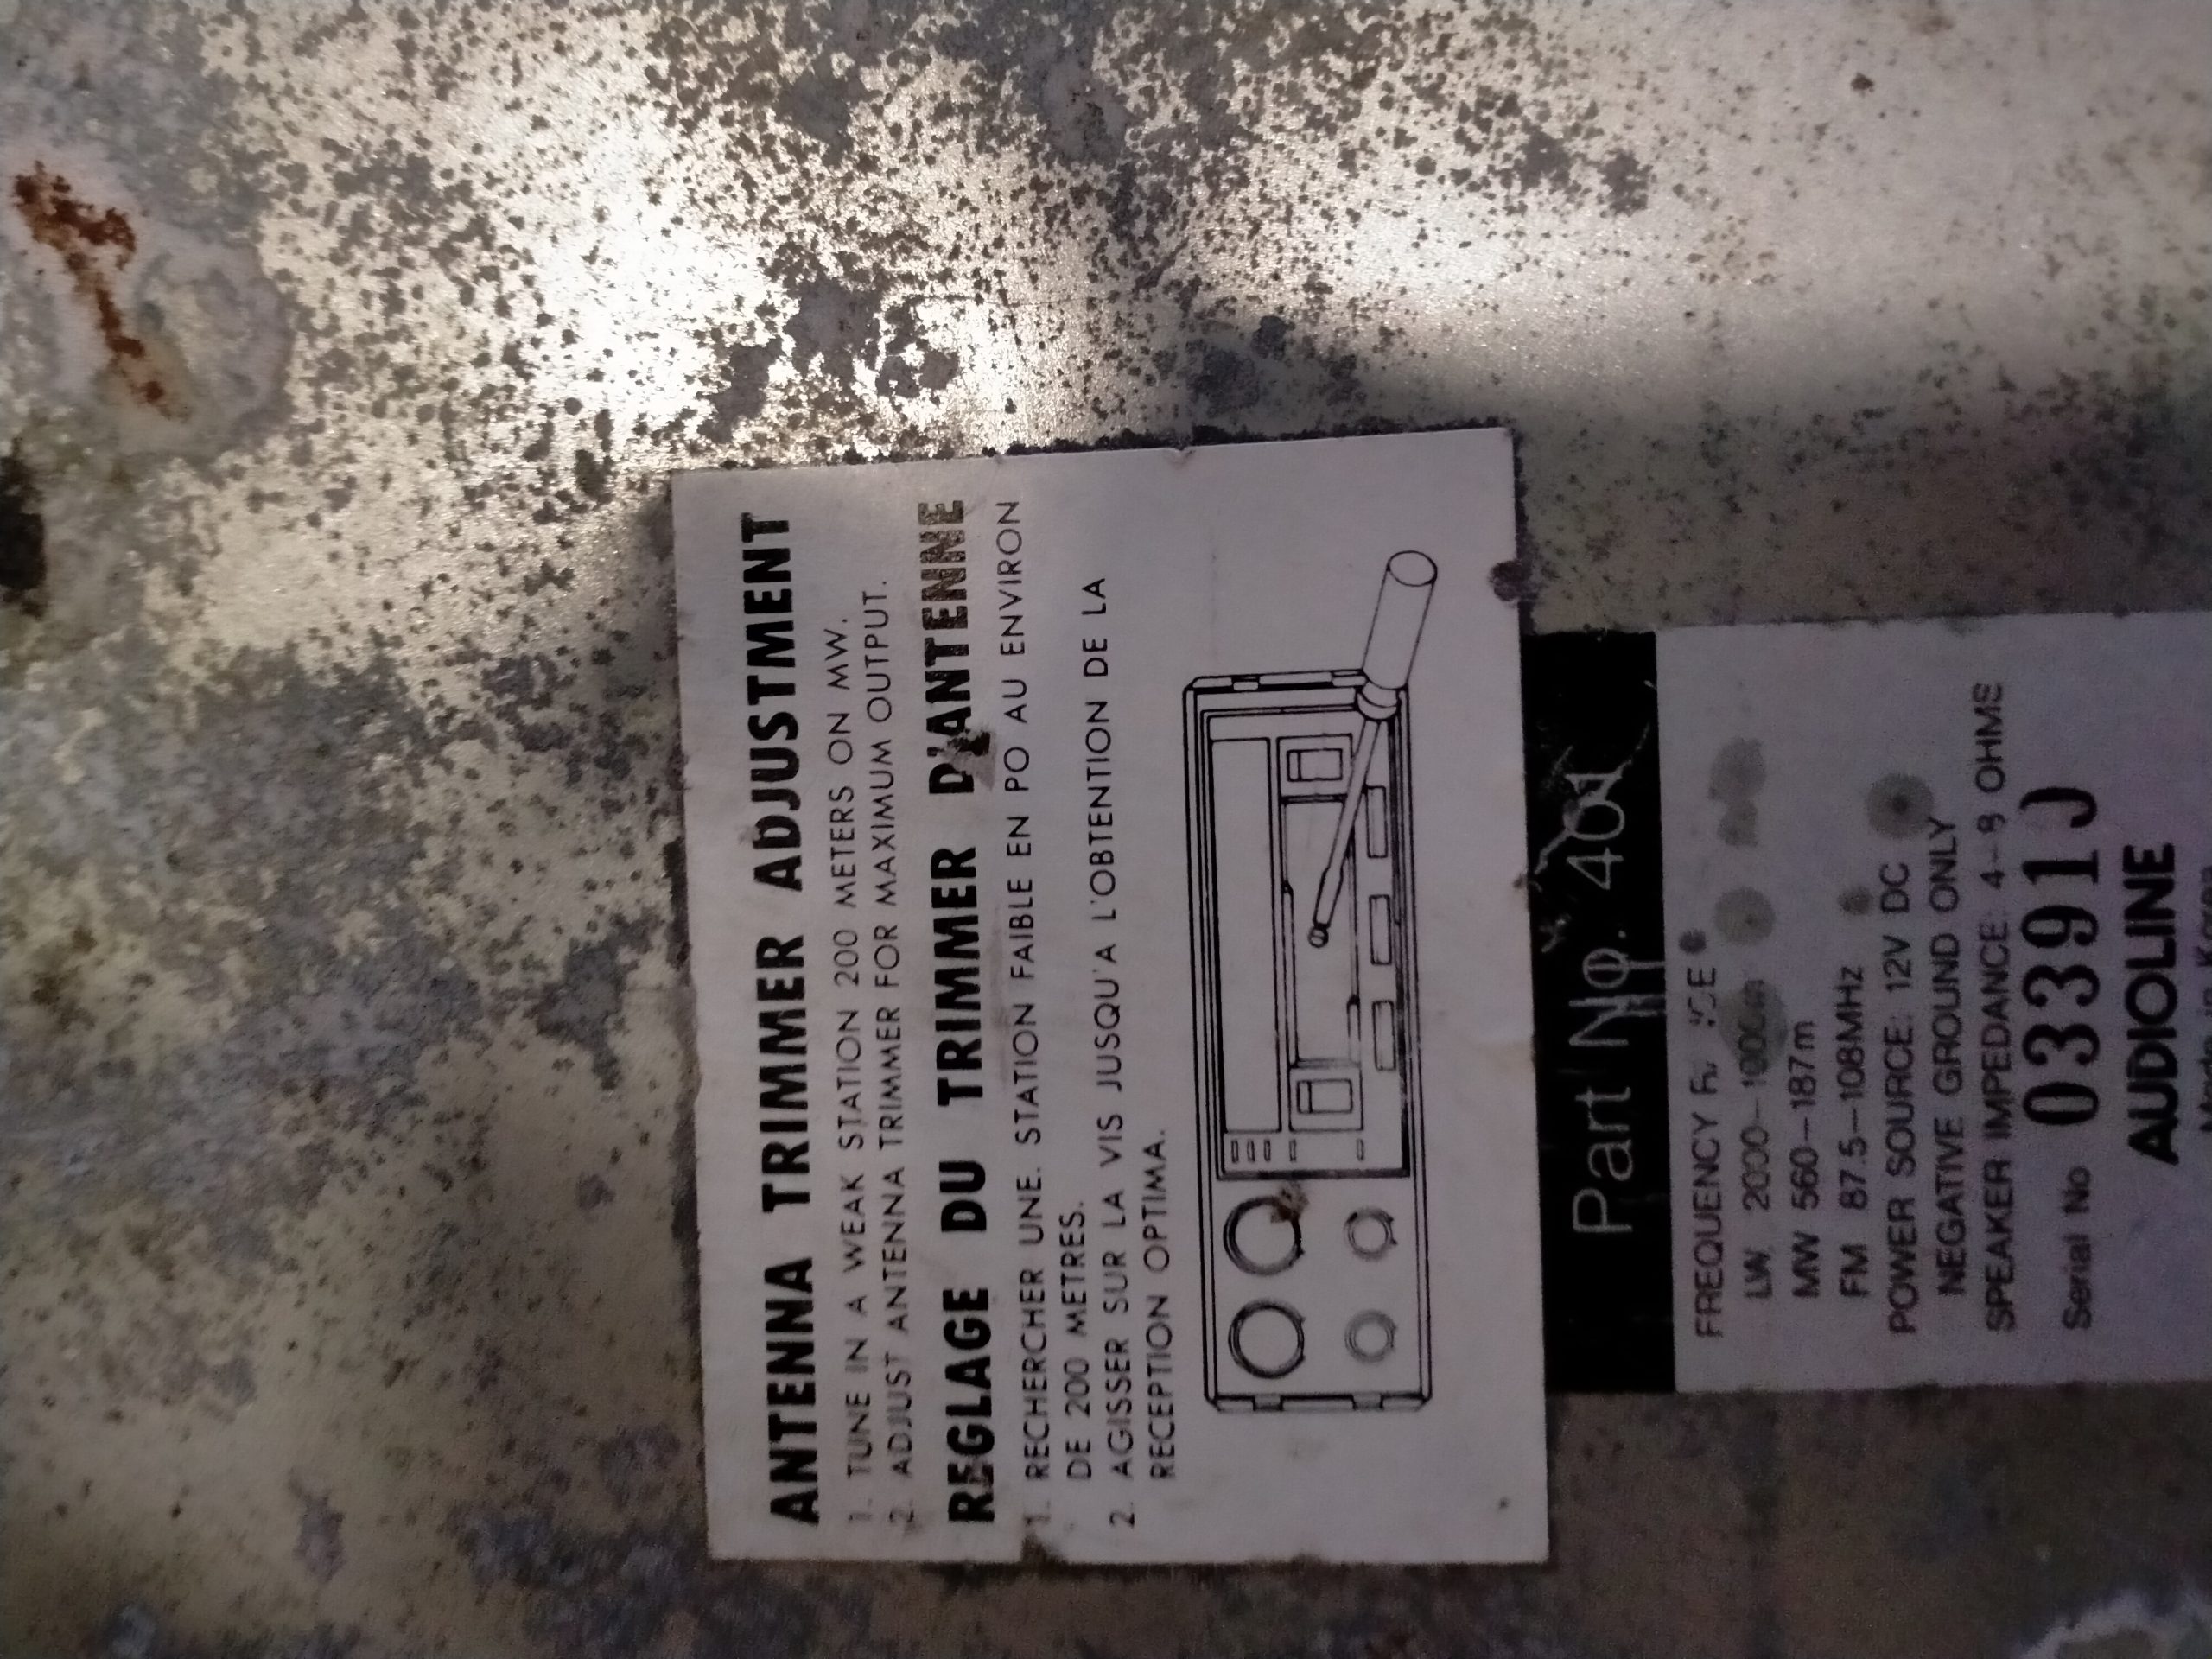 ANTENNA TRIMMER ADJUSTMENT
1. TUNE IN A WEAK STATION 200 METERS ON MW.
2. ADJUST ANTENNA TRIMMER FOR MAXIMUM OUTPUT.
REGLAGE DU TRIMMER D'ANTENNE
1. RECHERCHER UNE. STATION FAIBLE EN PO AU ENVIRON
DE 200 METRES.
2. AGISSER SUR LA VIS JUSQU'A L'OBTENTION DE LA
RECEPTION OPTIMA.
Part No. 401
FREQUENCY
LW 2000-1000m
MW 560-187m
FM 87.5-108MHz
POWER SOURCE: 12V DC
NEGATIVE GROUND ONLY
SPEAKER IMPEDANCE 4-8 OHMS
Serial No 03391J
AUDIOLINE